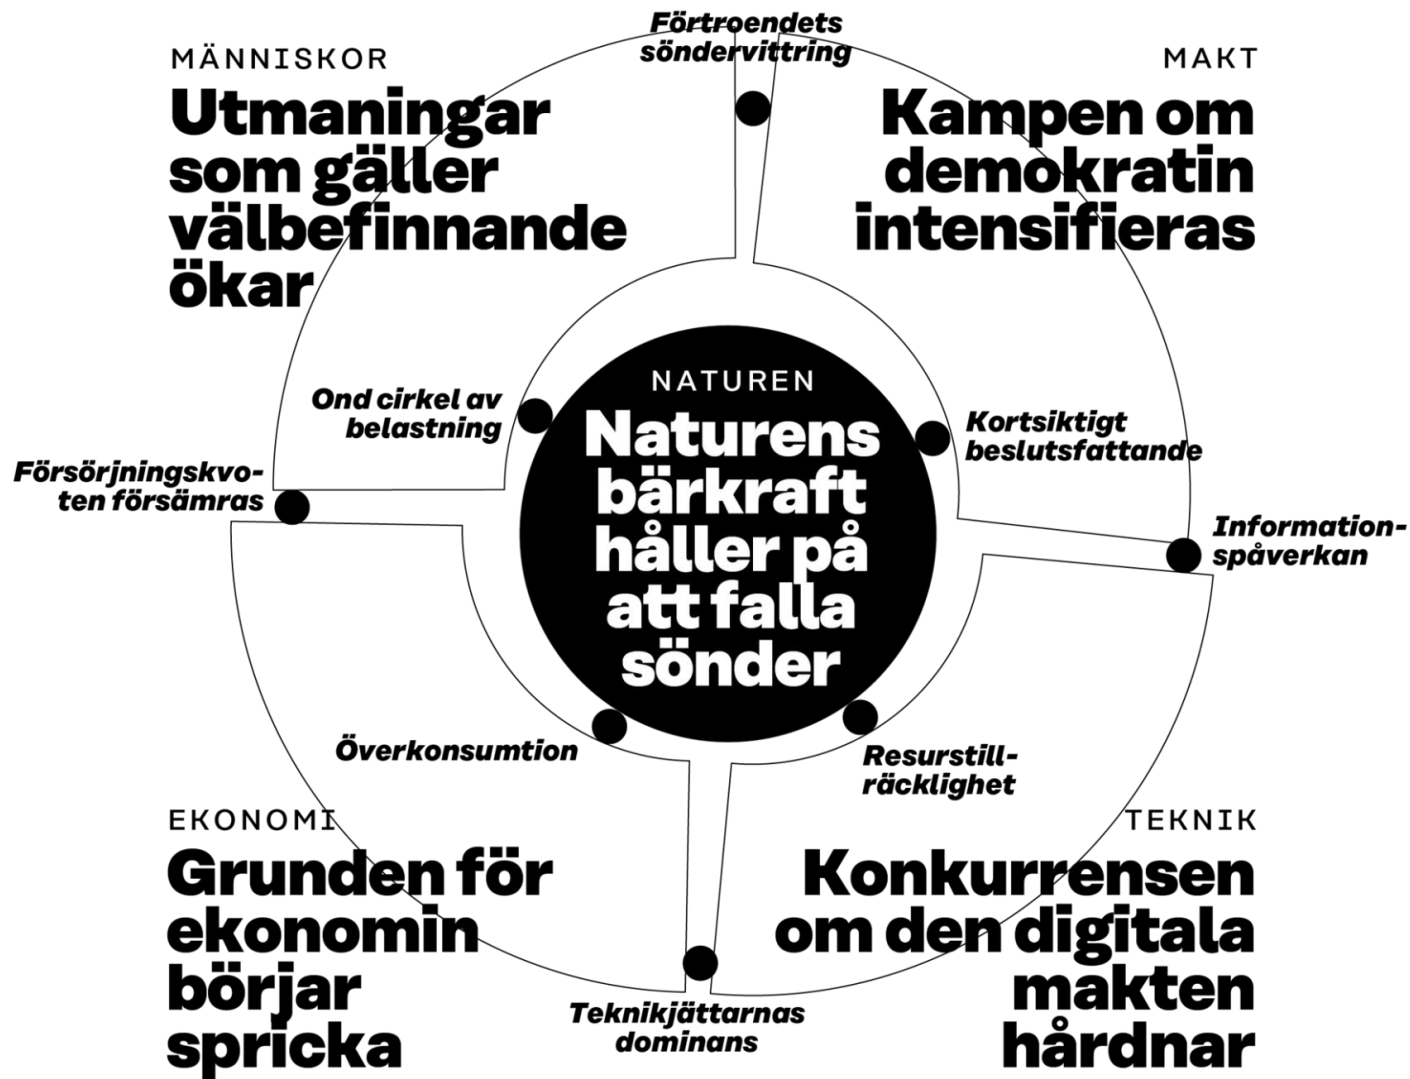 Förtroendets
söndervittring
MÄNNISKOR
Utmaningar
som gäller
välbefinnande
ökar
MAKT
Kampen om
demokratin
intensifieras
NATUREN
Naturens
bärkraft
håller på
att falla
sönder
Ond cirkel av
belastning
Kortsiktigt
beslutsfattande
Försörjningskvo-
ten försämras
Information-
spåverkan
Överkonsumtion
Resurstill-
räcklighet
EKONOMI
Grunden för
ekonomin
börjar
spricka
TEKNIK
Konkurrensen
om den digitala
makten
hårdnar
Teknikjättarnas
dominans